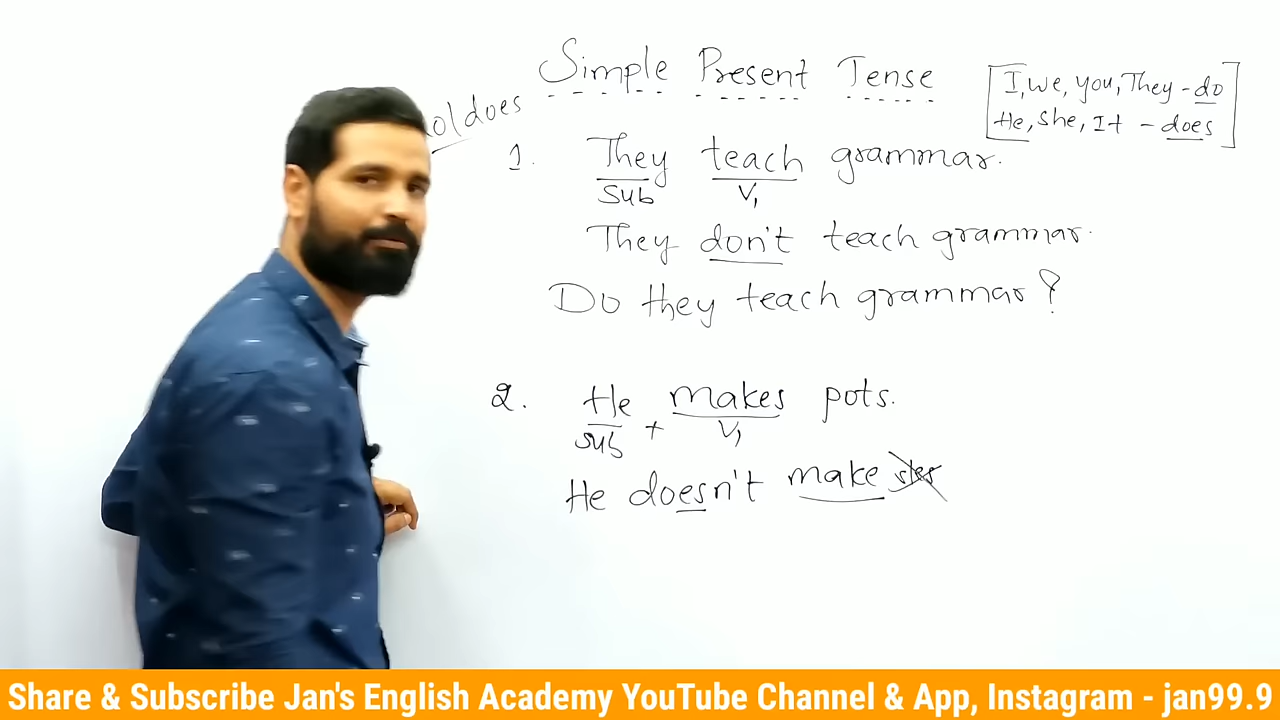 Simple Present Tense
I, we, you, They - do
He, she, It - does
does
1. They teach grammar.
Sub V₁
They don't teach grammar.
Do they teach grammar?
2. He makes pots.
Sub + V₁
He doesn't make
Share & Subscribe Jan's English Academy YouTube Channel & App, Instagram - jan99.9